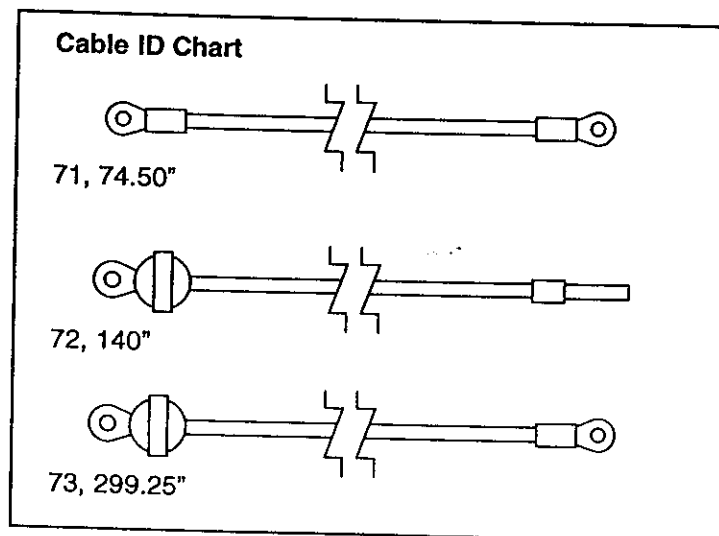 Cable ID Chart
71, 74.50"
72, 140"
73, 299.25"